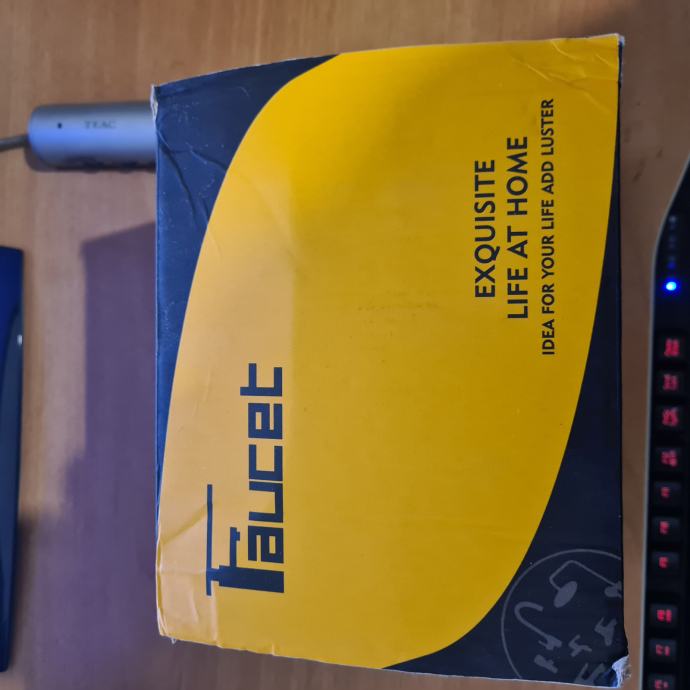 TEAC
Faucet
EXQUISITE
LIFE AT HOME
IDEA FOR YOUR LIFE ADD LUSTER